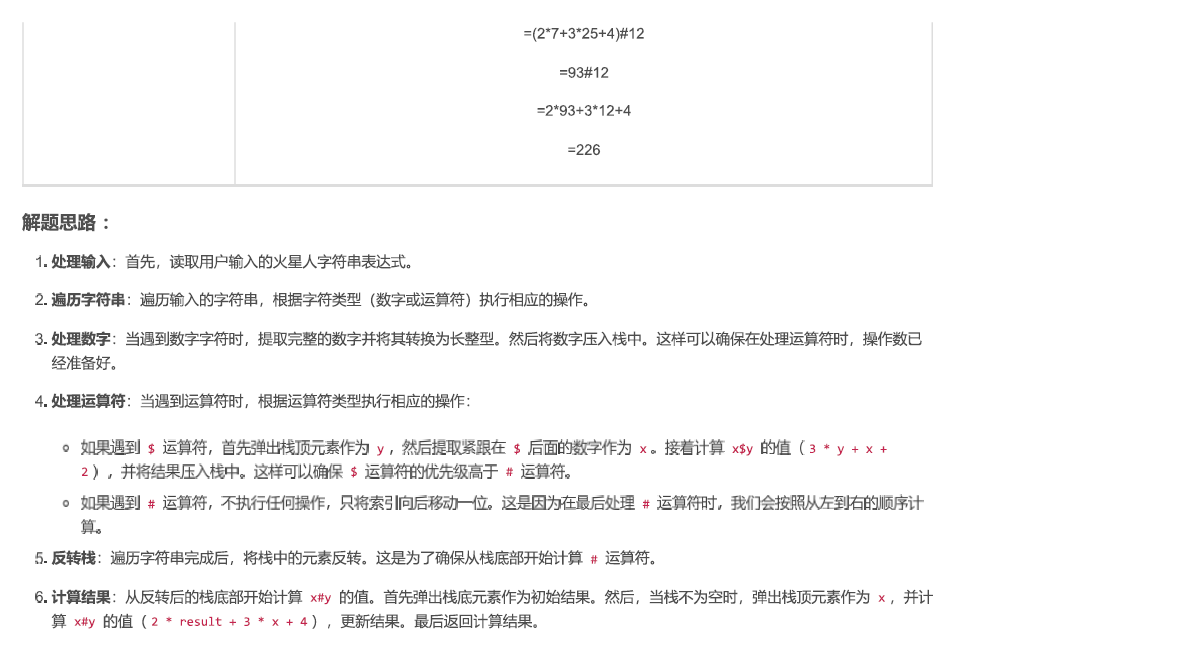 =(2*7+3*25+4)#12
=93#12
=2*93+3*12+4
=226
解题思路：
1. 处理输入：首先，读取用户输入的火星人字符串表达式。
2. 遍历字符串：遍历输入的字符串，根据字符类型（数字或运算符）执行相应的操作。
3. 处理数字：当遇到数字字符时，提取完整的数字并将其转换为长整型。然后将数字压入栈中。这样可以确保在处理运算符时，操作数已
经准备好。
4. 处理运算符：当遇到运算符时，根据运算符类型执行相应的操作：
如果遇到 $ 运算符，首先弹出栈顶元素作为 y ，然后提取紧跟在 $ 后面的数字作为 x 。接着计算 x$y 的值（ 3 * y + x +
2 ），并将结果压入栈中。这样可以确保 $ 运算符的优先级高于 # 运算符。
如果遇到 # 运算符，不执行任何操作，只将索引向后移动一位。这是因为在最后处理 # 运算符时，我们会按照从左到右的顺序计
算。
5. 反转栈：遍历字符串完成后，将栈中的元素反转。这是为了确保从栈底部开始计算 # 运算符。
6. 计算结果：从反转后的栈底部开始计算 x#y 的值。首先弹出栈底元素作为初始结果。然后，当栈不为空时，弹出栈顶元素作为 x ，并计
算 x#y 的值（ 2 * result + 3 * x + 4 ），更新结果。最后返回计算结果。